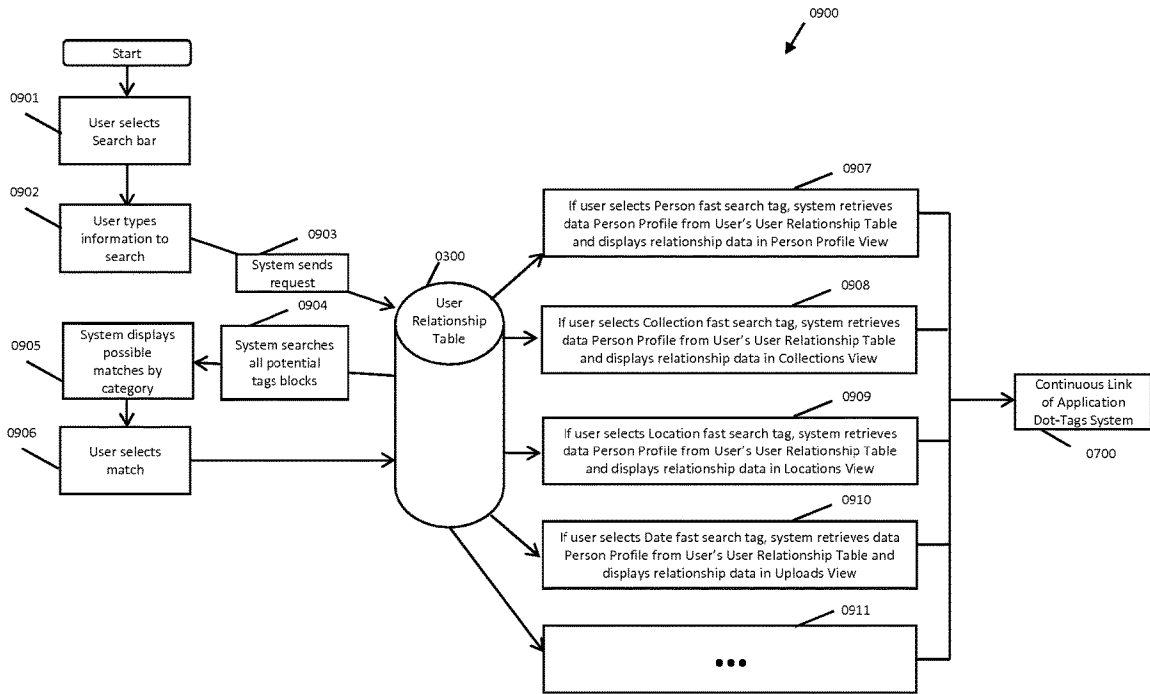 0900
Start
0901
User selects
Search bar
0902
User types
information to
search
0903
System sends
request
0300
User
Relationship
Table
0904
System searches
all potential
tags blocks
0905
System displays
possible
matches by
category
0906
User selects
match
0907
If user selects Person fast search tag, system retrieves
data Person Profile from User's User Relationship Table
and displays relationship data in Person Profile View
0908
If user selects Collection fast search tag, system retrieves
data Person Profile from User's User Relationship Table
and displays relationship data in Collections View
0909
If user selects Location fast search tag, system retrieves
data Person Profile from User's User Relationship Table
and displays relationship data in Locations View
0910
If user selects Date fast search tag, system retrieves data
Person Profile from User's User Relationship Table and
displays relationship data in Uploads View
0911
•••
Continuous Link
of Application
Dot-Tags System
0700